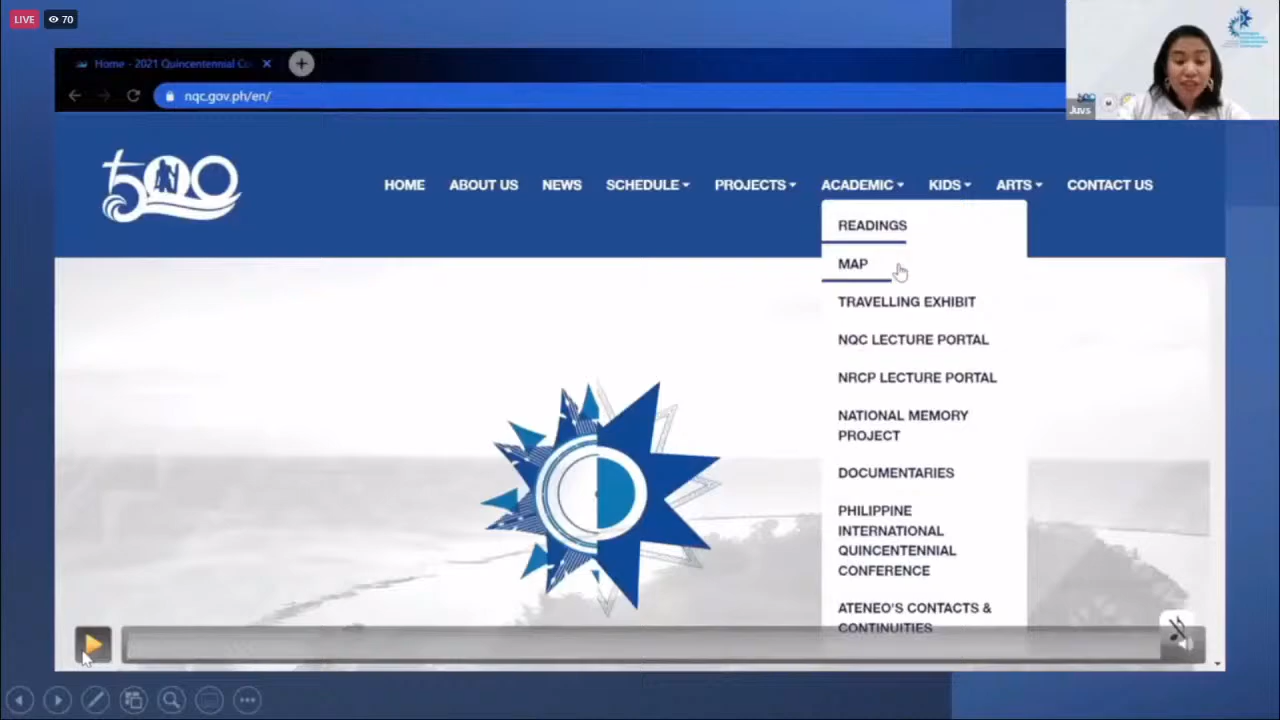 LIVE 70
Home - 2021 Quincentennial Co
nqc.gov.ph/en/
Juvs
500
HOME ABOUT US NEWS SCHEDULE PROJECTS ACADEMIC KIDS ARTS CONTACT US
READINGS
MAP
TRAVELLING EXHIBIT
NQC LECTURE PORTAL
NRCP LECTURE PORTAL
NATIONAL MEMORY
PROJECT
DOCUMENTARIES
PHILIPPINE
INTERNATIONAL
QUINCENTENNIAL
CONFERENCE
ATENEO'S CONTACTS &
CONTINUITIES